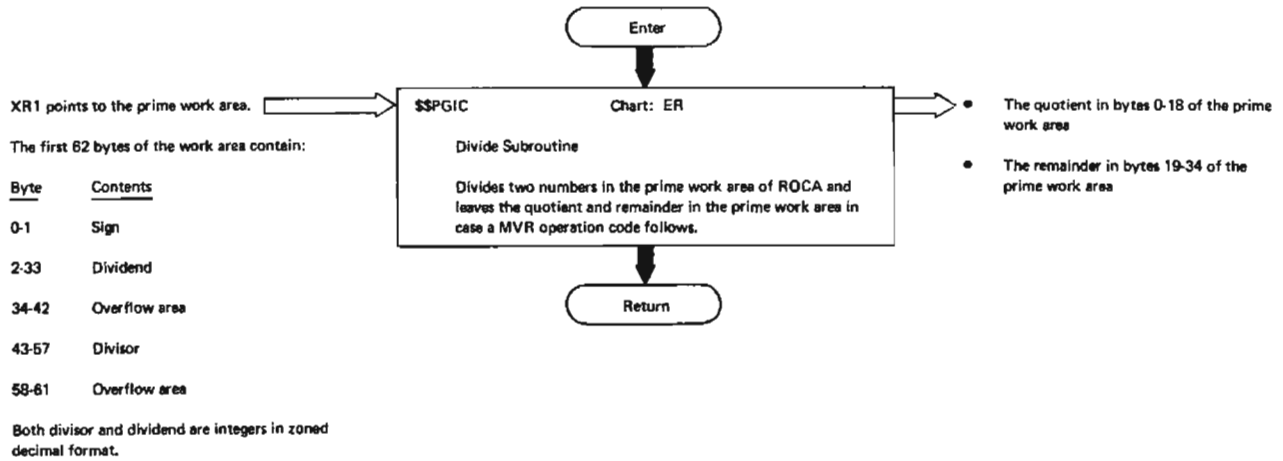 Enter
XR1 points to the prime work area.
The first 62 bytes of the work area contain:
Byte Contents
0-1 Sign
2-33 Dividend
34-42 Overflow area
43-57 Divisor
58-61 Overflow area
Both divisor and dividend are integers in zoned
decimal format.
$$PGIC Chart: ER
Divide Subroutine
Divides two numbers in the prime work area of ROCA and
leaves the quotient and remainder in the prime work area in
case a MVR operation code follows.
• The quotient in bytes 0-18 of the prime
work area
• The remainder in bytes 19-34 of the
prime work area
Return